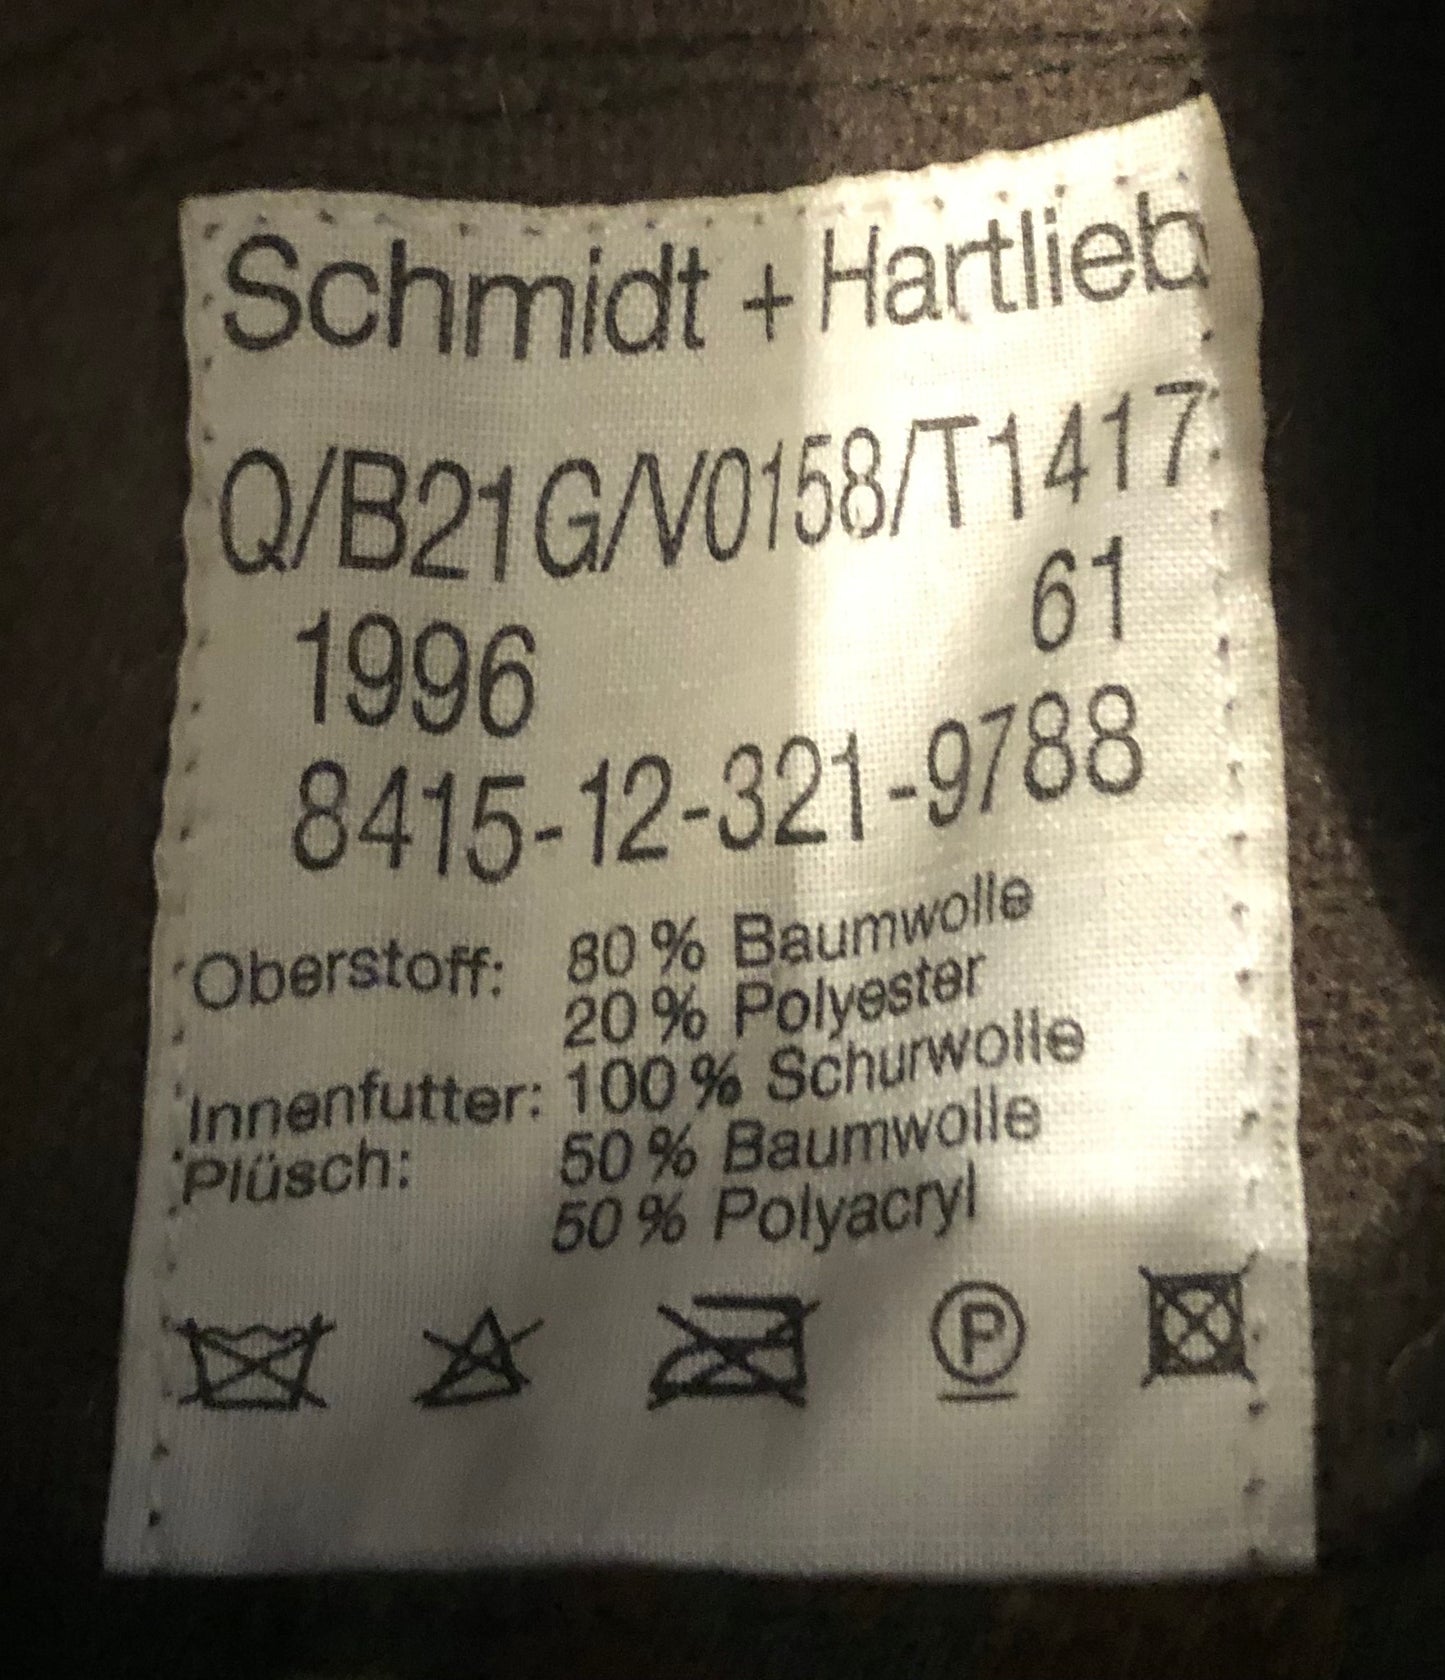 Schmidt + Hartlieb
Q/B21G/V0158/T1417
1996 61
8415-12-321-9788
Oberstoff: 80 % Baumwolle
20 % Polyester
Innenfutter: 100 % Schurwolle
Plüsch: 50 % Baumwolle
50 % Polyacryl
P